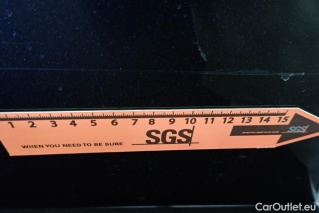 1 2 3 4 5 6 7 8 9 10 11 12 13 14 15
WHEN YOU NEED TO BE SURE SGS
SGS
CarOutlet.eu